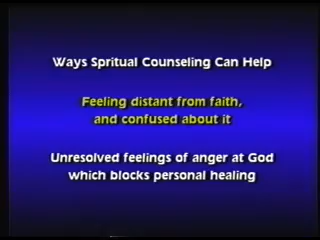 Ways Spritual Counseling Can Help
Feeling distant from faith,
and confused about it
Unresolved feelings of anger at God
which blocks personal healing